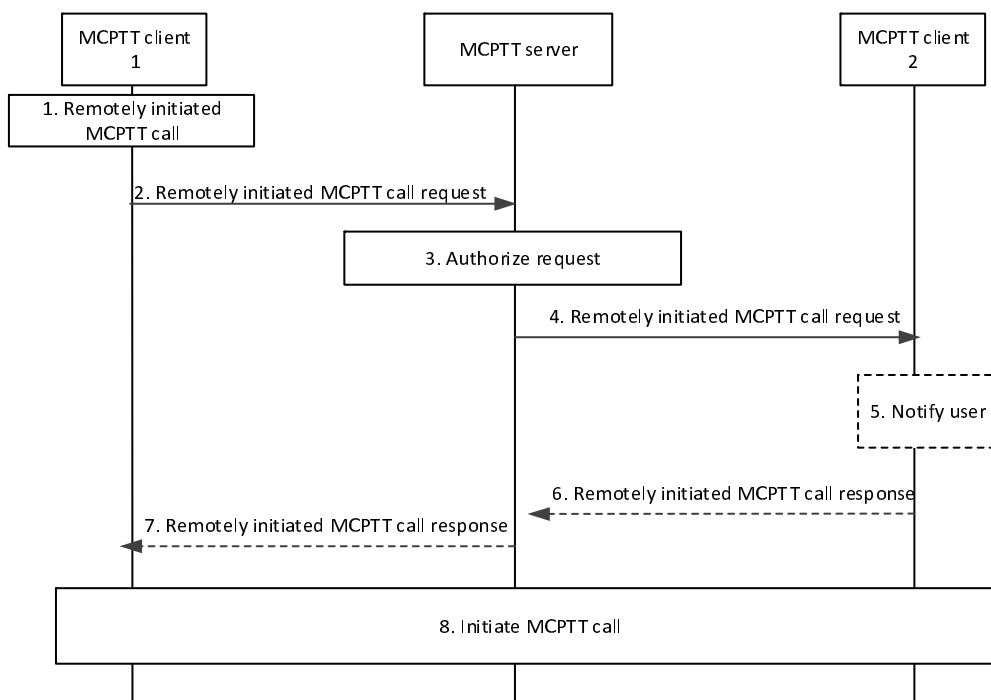 MCPTT client
1
MCPTT server
MCPTT client
2
1. Remotely initiated
MCPTT call
2. Remotely initiated MCPTT call request
3. Authorize request
4. Remotely initiated MCPTT call request
5. Notify user
6. Remotely initiated MCPTT call response
7. Remotely initiated MCPTT call response
8. Initiate MCPTT call